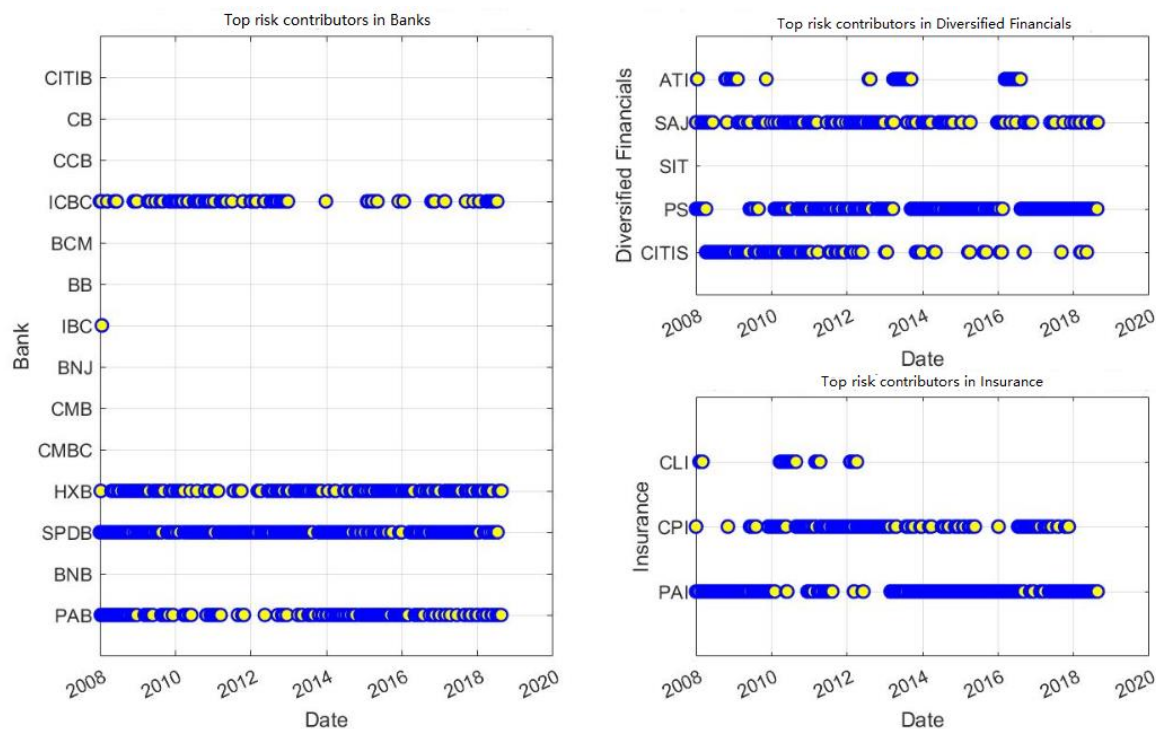 Top risk contributors in Banks
Bank
CITIB
CB
CCB
ICBC
BCM
BB
IBC
BNJ
CMB
CMBC
HXB
SPDB
BNB
PAB
2008 2010 2012 2014 2016 2018 2020
Date
Top risk contributors in Diversified Financials
Diversified Financials
ATI
SAJ
SIT
PS
CITIS
2008 2010 2012 2014 2016 2018 2020
Date
Top risk contributors in Insurance
Insurance
CLI
CPI
PAI
2008 2010 2012 2014 2016 2018 2020
Date